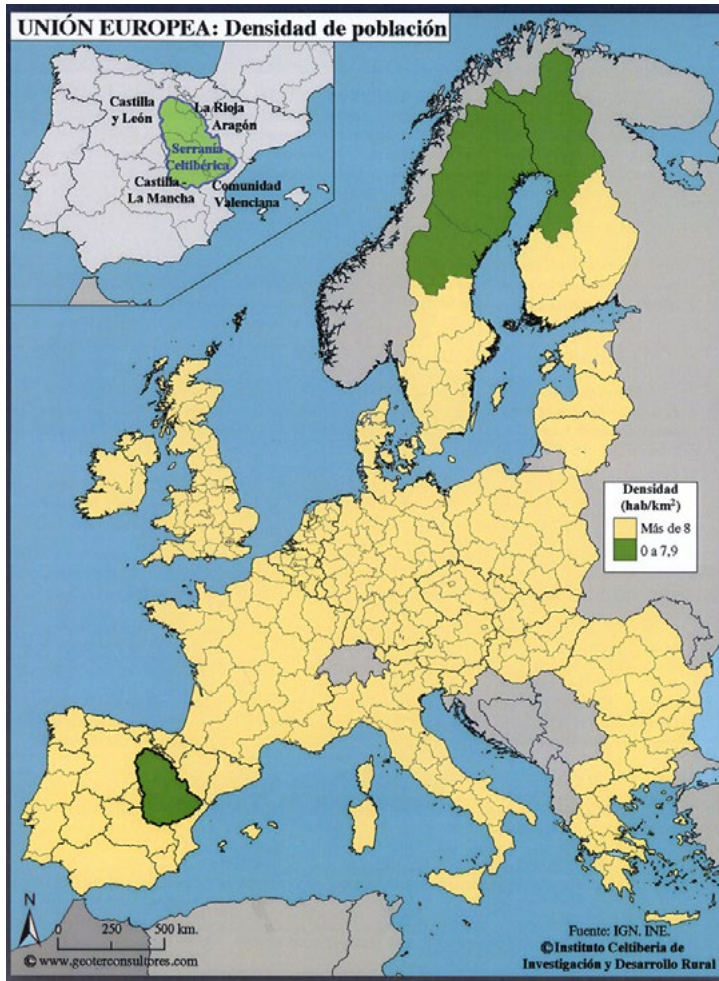 UNIÓN EUROPEA: Densidad de población
Castilla
y León
La Rioja
Aragón
Serranía
Celtibérica
Castilla
La Mancha
Comunidad
Valenciana
Densidad
(hab/km²)
Más de 8
0 a 7,9
N
0 250 500 km.
© www.geoterconsultores.com
Fuente: IGN. INE.
© Instituto Celtiberia de
Investigación y Desarrollo Rural